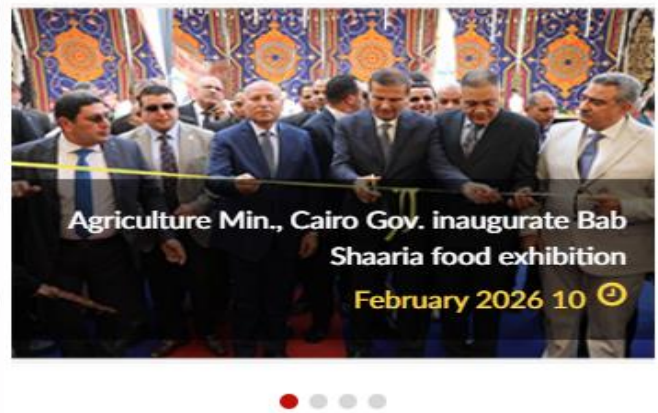 Agriculture Min., Cairo Gov. inaugurate Bab
Shaaria food exhibition
February 2026 10